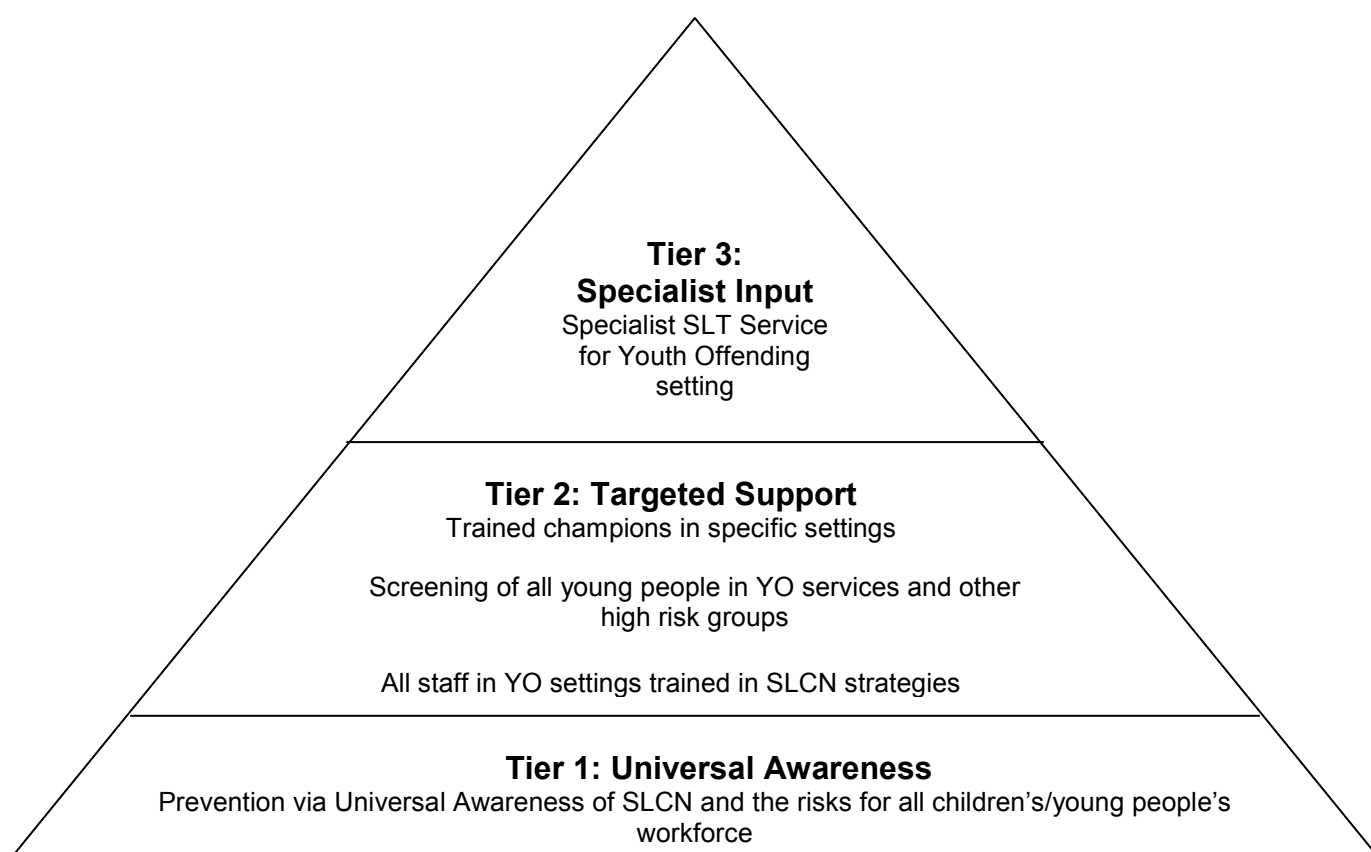 Tier 3:
Specialist Input
Specialist SLT Service
for Youth Offending
setting
Tier 2: Targeted Support
Trained champions in specific settings
Screening of all young people in YO services and other
high risk groups
All staff in YO settings trained in SLCN strategies
Tier 1: Universal Awareness
Prevention via Universal Awareness of SLCN and the risks for all children’s/young people’s
workforce